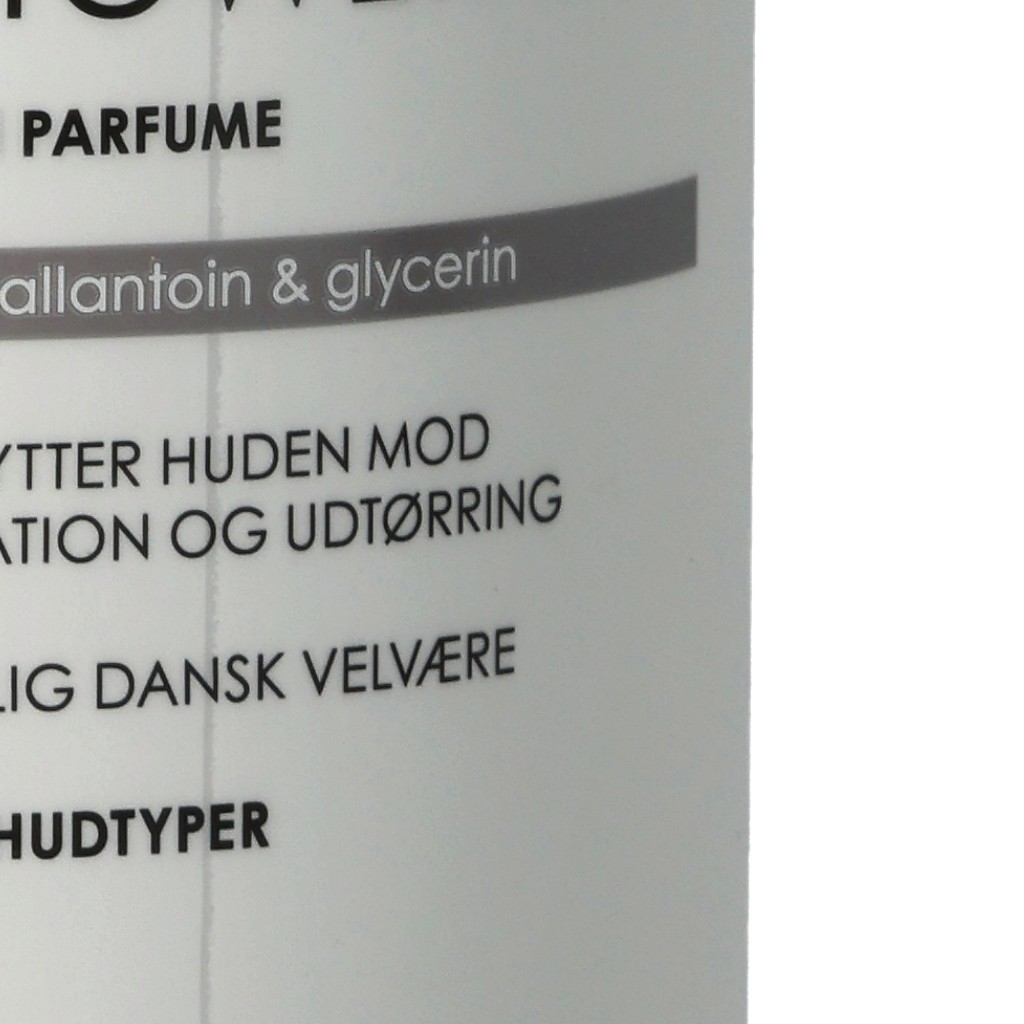 PARFUME
allantoin & glycerin
YTTER HUDEN MOD
ATION OG UDTØRRING
LIG DANSK VELVÆRE
HUDTYPER